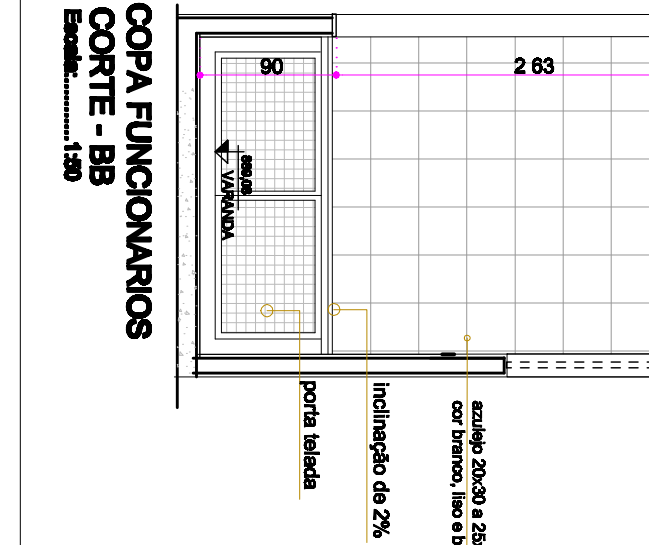 COPA FUNCIONARIOS
CORTE - BB
Escala:..........1:50
90
2 63
VARANDA
porta telada
inclinação de 2%
azulejo 20x30 a 25
cor branco, liso e b